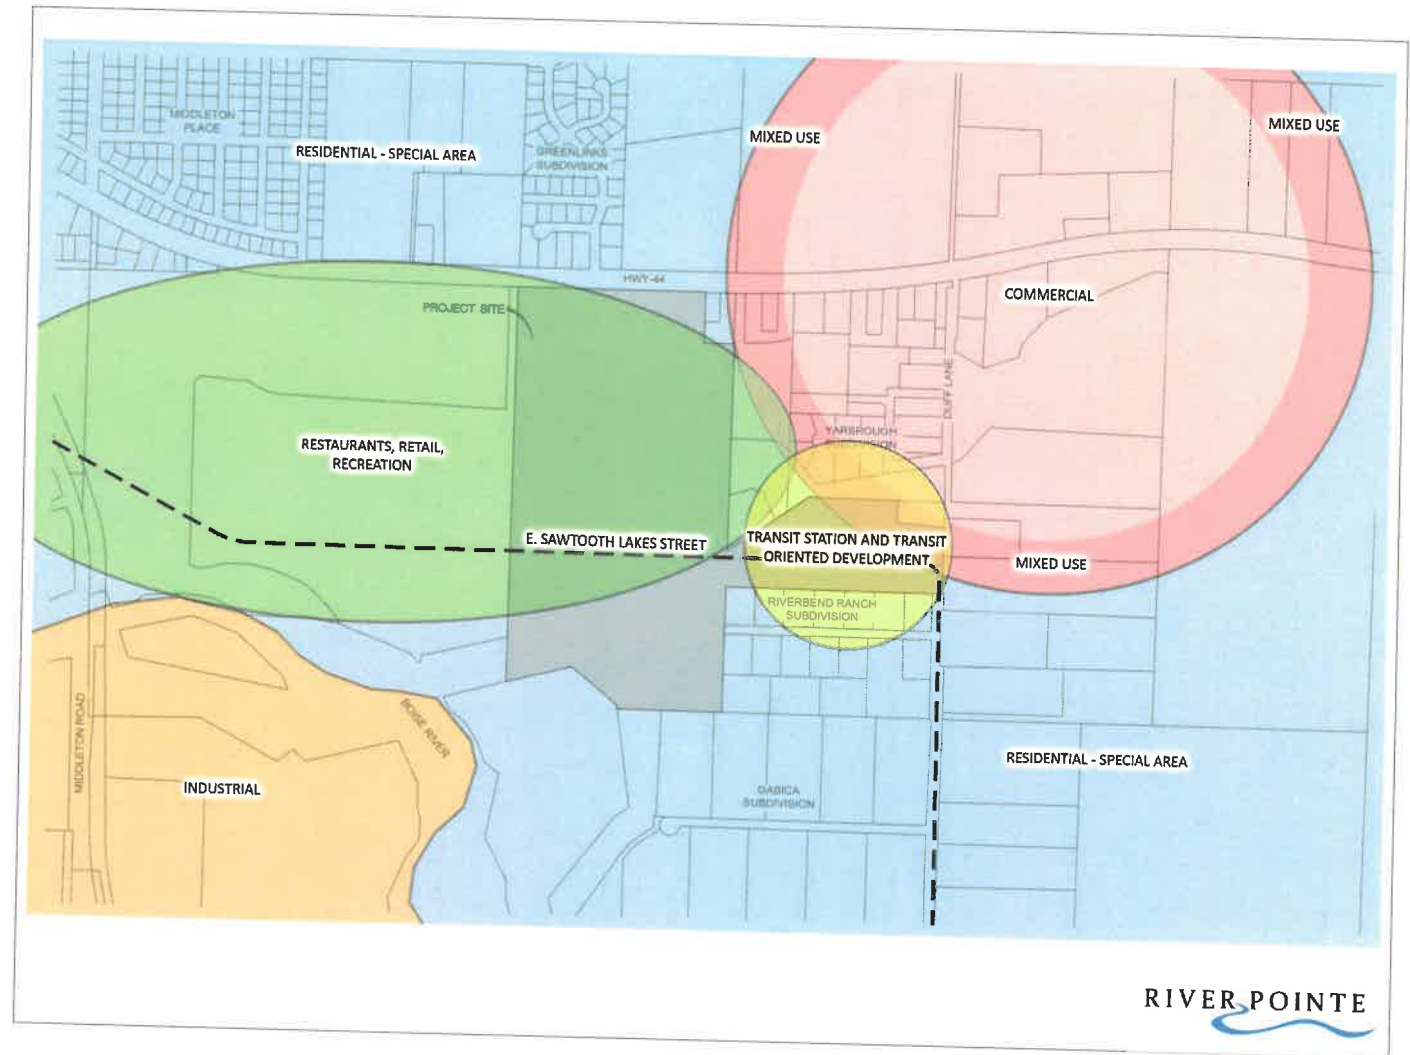 MIDDLETON
PLACE
RESIDENTIAL - SPECIAL AREA
GREENLINKS
SUBDIVISION
MIXED USE
MIXED USE
HWY-44
PROJECT SITE
COMMERCIAL
DUFF LANE
YARBROUGH
SUBDIVISION
RESTAURANTS, RETAIL,
RECREATION
E. SAWTOOTH LAKES STREET
TRANSIT STATION AND TRANSIT
ORIENTED DEVELOPMENT
MIXED USE
RIVERBEND RANCH
SUBDIVISION
MIDDLETON ROAD
BOISE RIVER
INDUSTRIAL
GABICA
SUBDIVISION
RESIDENTIAL - SPECIAL AREA
RIVER POINTE